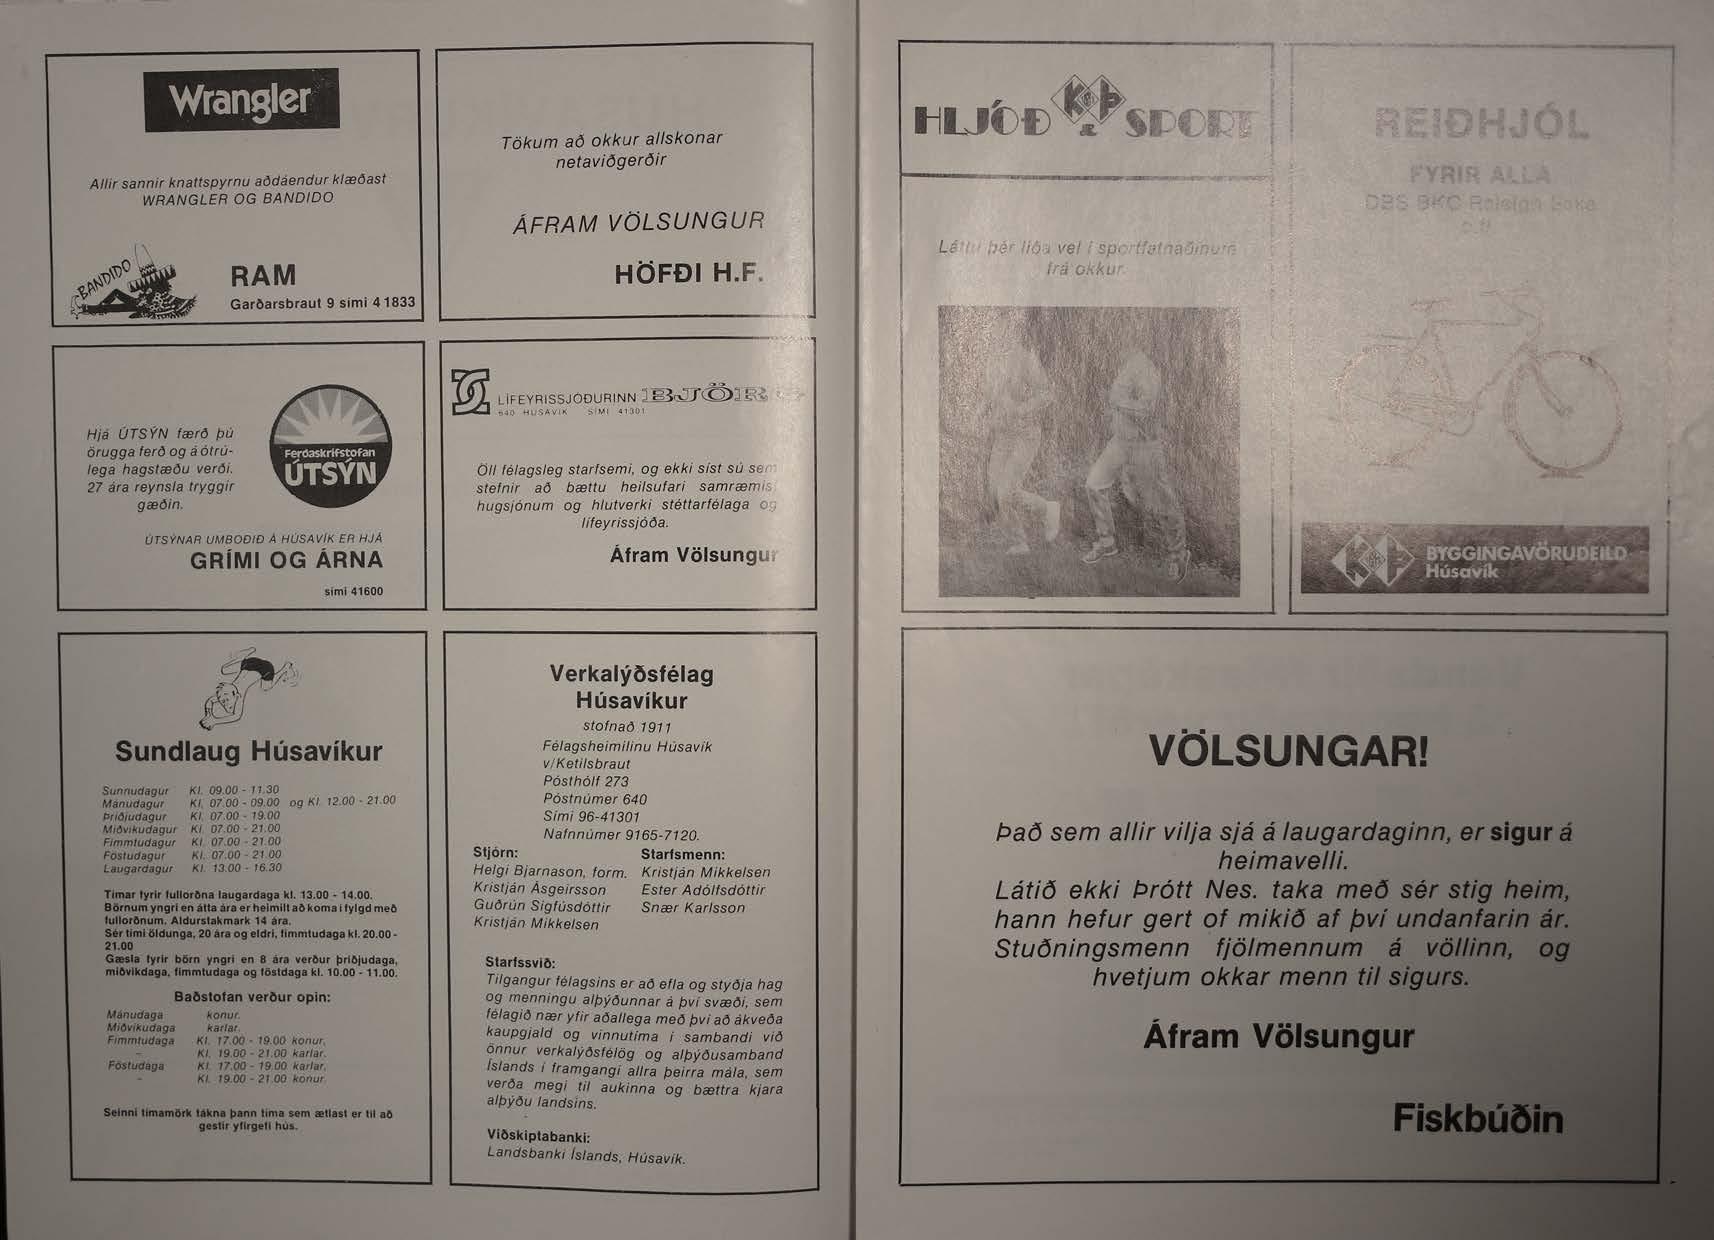 Wrangler
Allir sannir knattspyrnu aðdáendur klæðast
WRANGLER OG BANDIDO
BANDIDO
RAM
Garðarsbraut 9 sími 41833
Tökum að okkur allskonar
netaviðgerðir
ÁFRAM VÖLSUNGUR
HÖFÐI H.F.
Hjá ÚTSÝN færð þú
örugga ferð og á ótrú-
lega hagstæðu verði.
27 ára reynsla tryggir
gæðin.
Ferðaskrifstofan
ÚTSÝN
ÚTSÝNAR UMBOÐIÐ Á HÚSAVÍK ER HJÁ
GRÍMI OG ÁRNA
sími 41600
LÍFEYRISSJÓÐURINN BJÖRG
640 HÚSAVÍK SÍMI 41301
Öll félagsleg starfsemi, og ekki síst sú sem
stefnir að bættu heilsufari samræmist
hugsjónum og hlutverki stéttarfélaga og
lífeyrissjóða.
Áfram Völsungur
Sundlaug Húsavíkur
Sunnudagur Kl. 09.00 - 11.30
Mánudagur Kl. 07.00 - 09.00 og Kl. 12.00 - 21.00
Þriðjudagur Kl. 07.00 - 19.00
Miðvikudagur Kl. 07.00 - 21.00
Fimmtudagur Kl. 07.00 - 21.00
Föstudagur Kl. 07.00 - 21.00
Laugardagur Kl. 13.00 - 16.30
Tímar fyrir fullorðna laugardaga kl. 13.00 - 14.00.
Börnum yngri en átta ára er heimilt að koma í fylgd með
fullorðnum. Aldurstakmark 14 ára.
Sér tími öldunga, 20 ára og eldri, fimmtudaga kl. 20.00 -
21.00
Gæsla fyrir börn yngri en 8 ára verður þriðjudaga,
miðvikdaga, fimmtudaga og föstdaga kl. 10.00 - 11.00.
Baðstofan verður opin:
Mánudaga konur.
Miðvikudaga karlar.
Fimmtudaga Kl. 17.00 - 19.00 konur.
- Kl. 19.00 - 21.00 karlar.
Föstudaga Kl. 17.00 - 19.00 karlar.
- Kl. 19.00 - 21.00 konur.
Seinni tímamörk tákna þann tíma sem ætlast er til að
gestir yfirgefi hús.
Verkalýðsfélag
Húsavíkur
stofnað 1911
Félagsheimilinu Húsavík
v/Ketilsbraut
Pósthólf 273
Póstnúmer 640
Sími 96-41301
Nafnnúmer 9165-7120.
Stjórn: Starfsmenn:
Helgi Bjarnason, form. Kristján Mikkelsen
Kristján Ásgeirsson Ester Adólfsdóttir
Guðrún Sigfúsdóttir Snær Karlsson
Kristján Mikkelsen
Starfssvið:
Tilgangur félagsins er að efla og styðja hag
og menningu alþýðunnar á því svæði, sem
félagið nær yfir aðallega með því að ákveða
kaupgjald og vinnutíma í sambandi við
önnur verkalýðsfélög og alþýðusamband
Íslands í framgangi allra þeirra mála, sem
verða megi til aukinna og bættra kjara
alþýðu landsins.
Viðskiptabanki:
Landsbanki Íslands, Húsavík.
HLJÓÐ & SPORT
Láttu þér líða vel í sportfatnaðinum
frá okkur.
REIÐHJÓL
FYRIR ALLA
DBS BKC Raleigh
BYGGINGAVÖRUDEILD
Húsavík
VÖLSUNGAR!
Það sem allir vilja sjá á laugardaginn, er sigur á
heimavelli.
Látið ekki Þrótt Nes. taka með sér stig heim,
hann hefur gert of mikið af því undanfarin ár.
Stuðningsmenn fjölmennum á völlinn, og
hvetjum okkar menn til sigurs.
Áfram Völsungur
Fiskbúðin